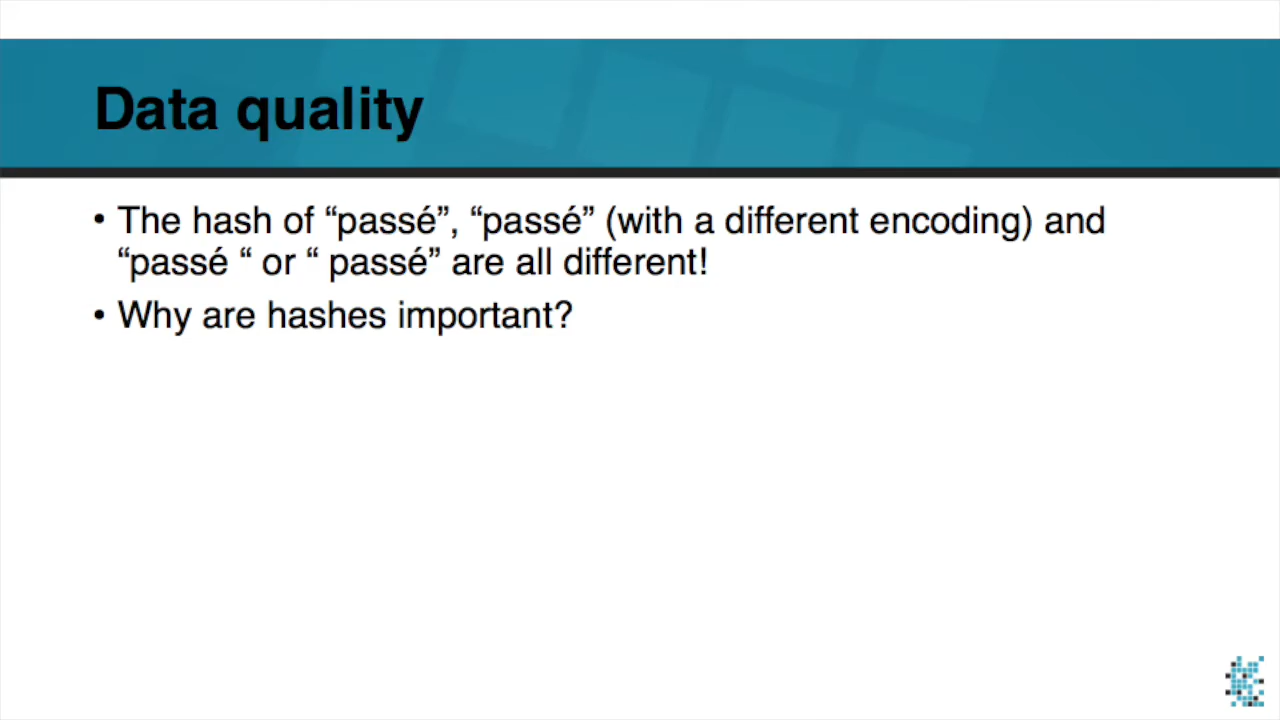 Data quality
• The hash of “passé”, “passé” (with a different encoding) and
“passé “ or “ passé” are all different!
• Why are hashes important?